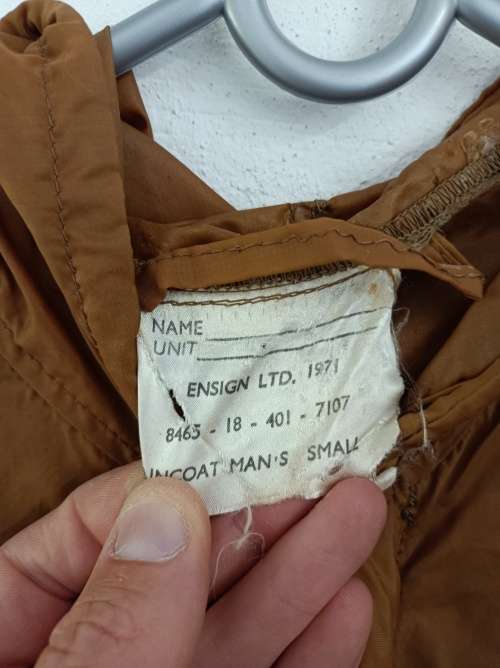 NAME
UNIT
ENSIGN LTD. 1971
8465 - 18 - 401 - 7107
INCOAT MAN'S SMALL